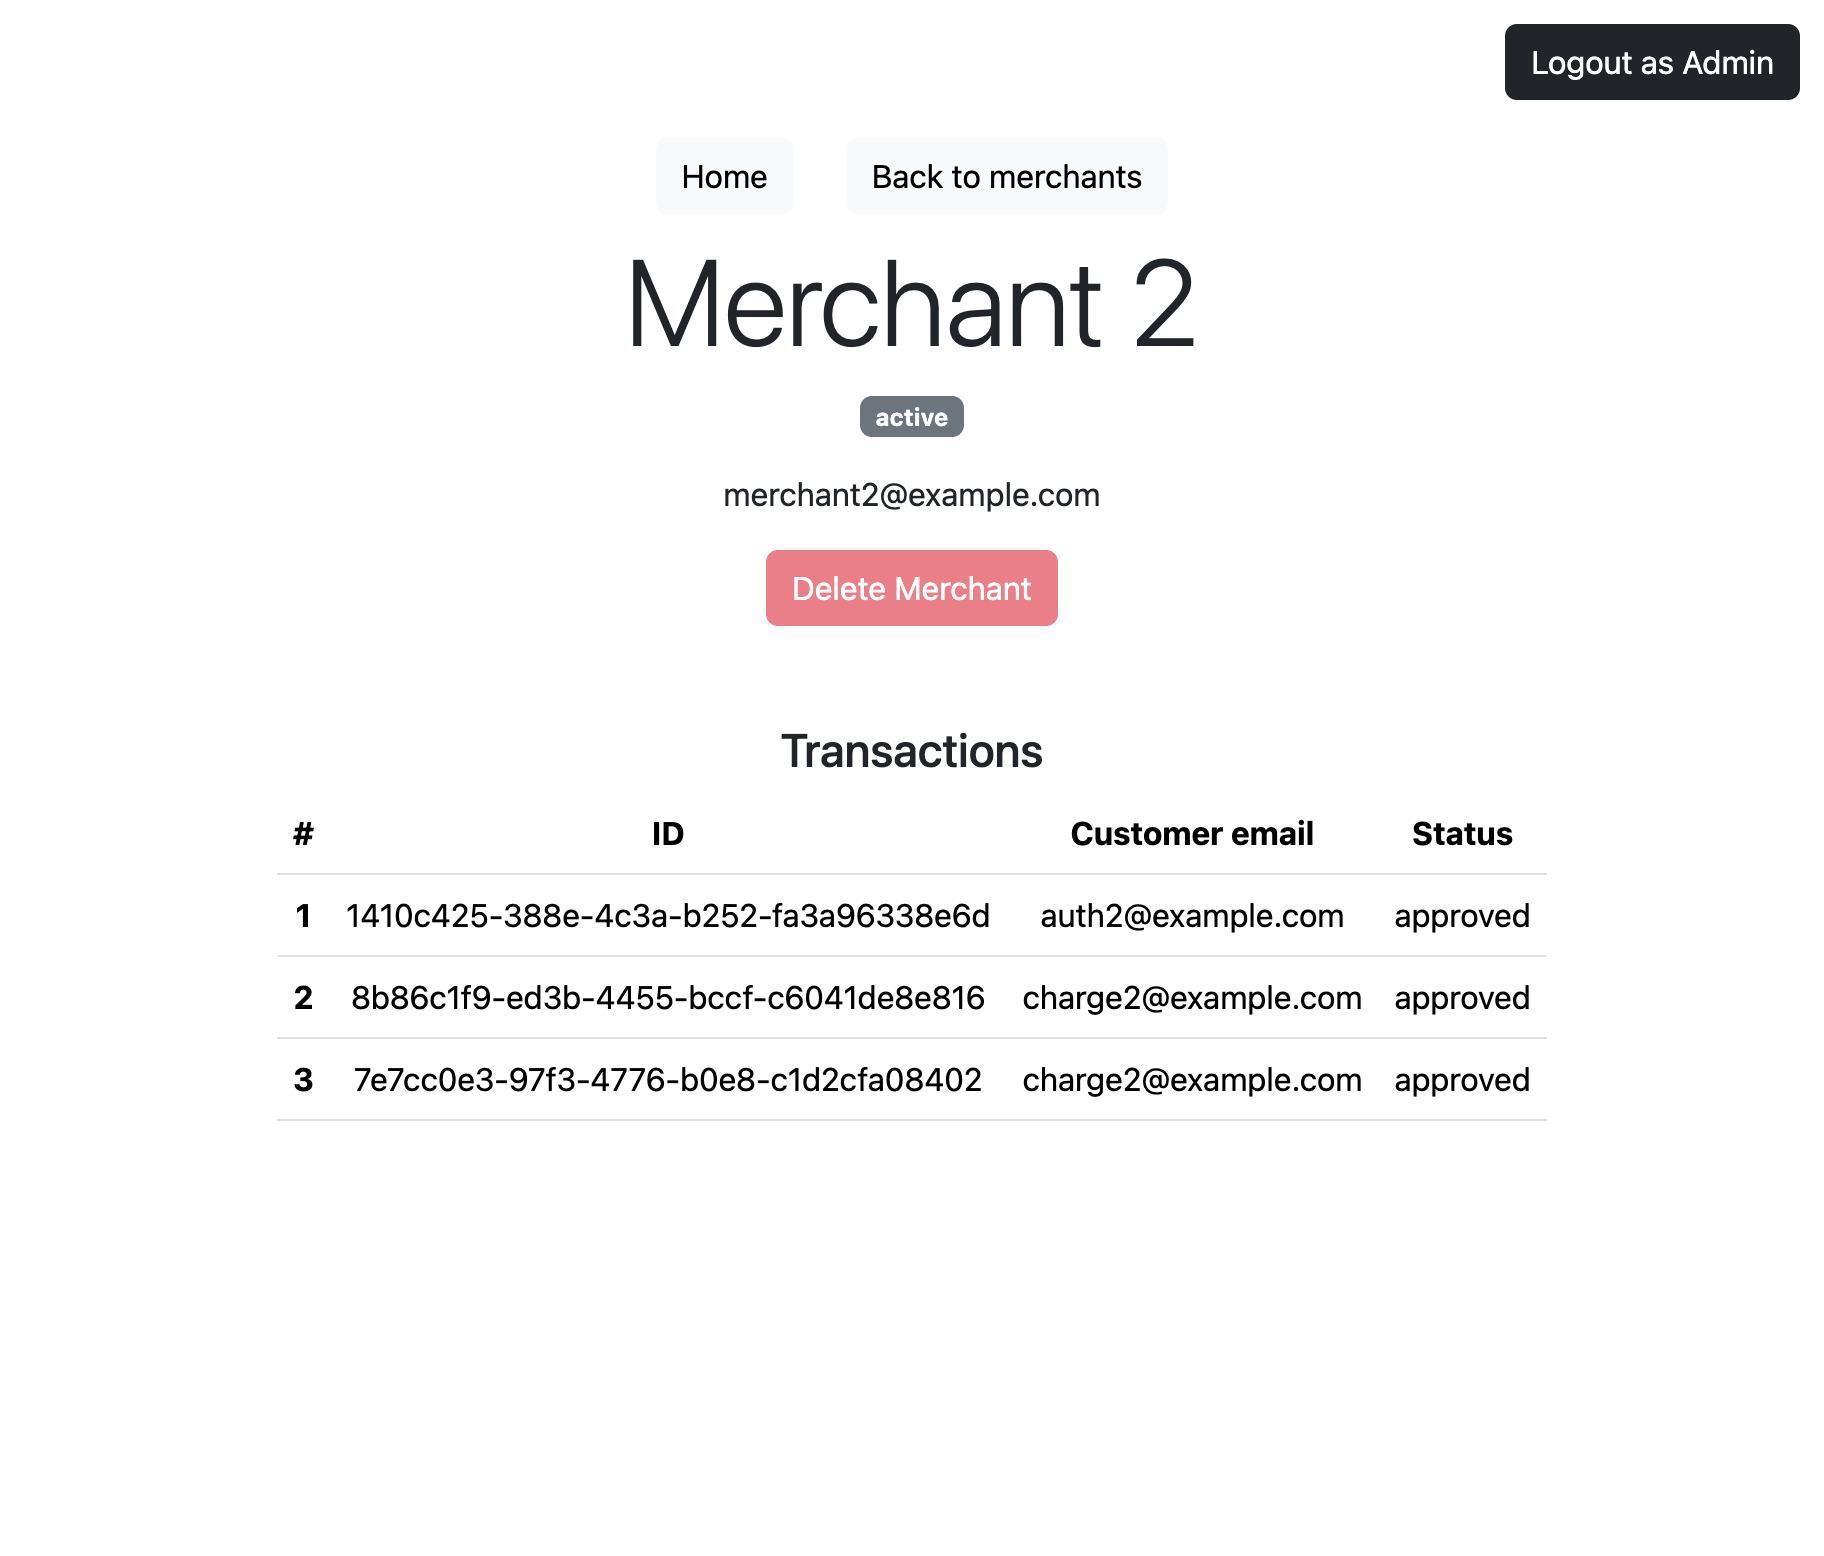 Logout as Admin
Home Back to merchants
Merchant 2
active
merchant2@example.com
Delete Merchant
Transactions
# ID Customer email Status
1 1410c425-388e-4c3a-b252-fa3a96338e6d auth2@example.com approved
2 8b86c1f9-ed3b-4455-bccf-c6041de8e816 charge2@example.com approved
3 7e7cc0e3-97f3-4776-b0e8-c1d2cfa08402 charge2@example.com approved